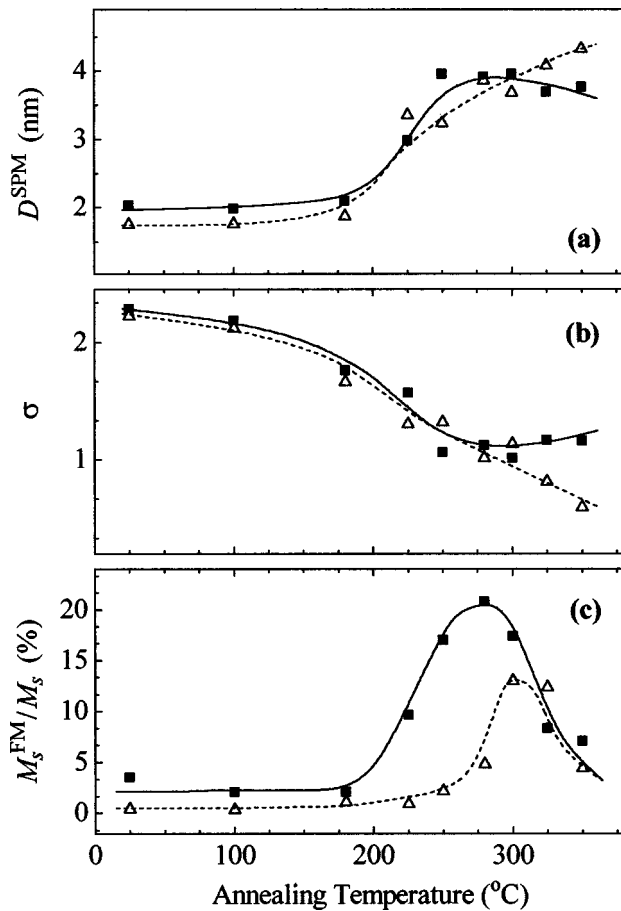 4
3
2
1
D^SPM (nm)
(a)
2
1
σ
(b)
20
15
10
5
0
M_s^FM/M_s (%)
(c)
0 100 200 300
Annealing Temperature (°C)